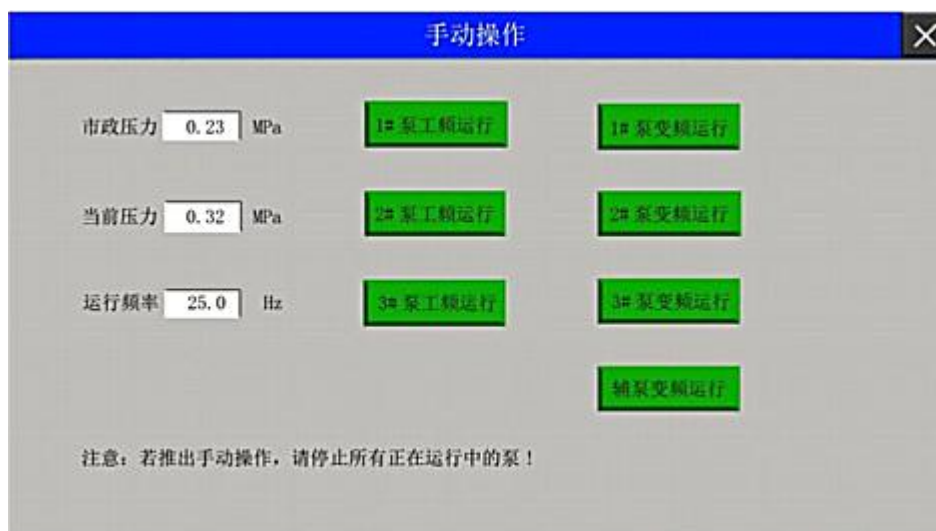 手动操作
市政压力 0.23 MPa 1#泵工频运行 1#泵变频运行
当前压力 0.32 MPa 2#泵工频运行 2#泵变频运行
运行频率 25.0 Hz 3#泵工频运行 3#泵变频运行
辅泵变频运行
注意：若推出手动操作，请停止所有正在运行中的泵！